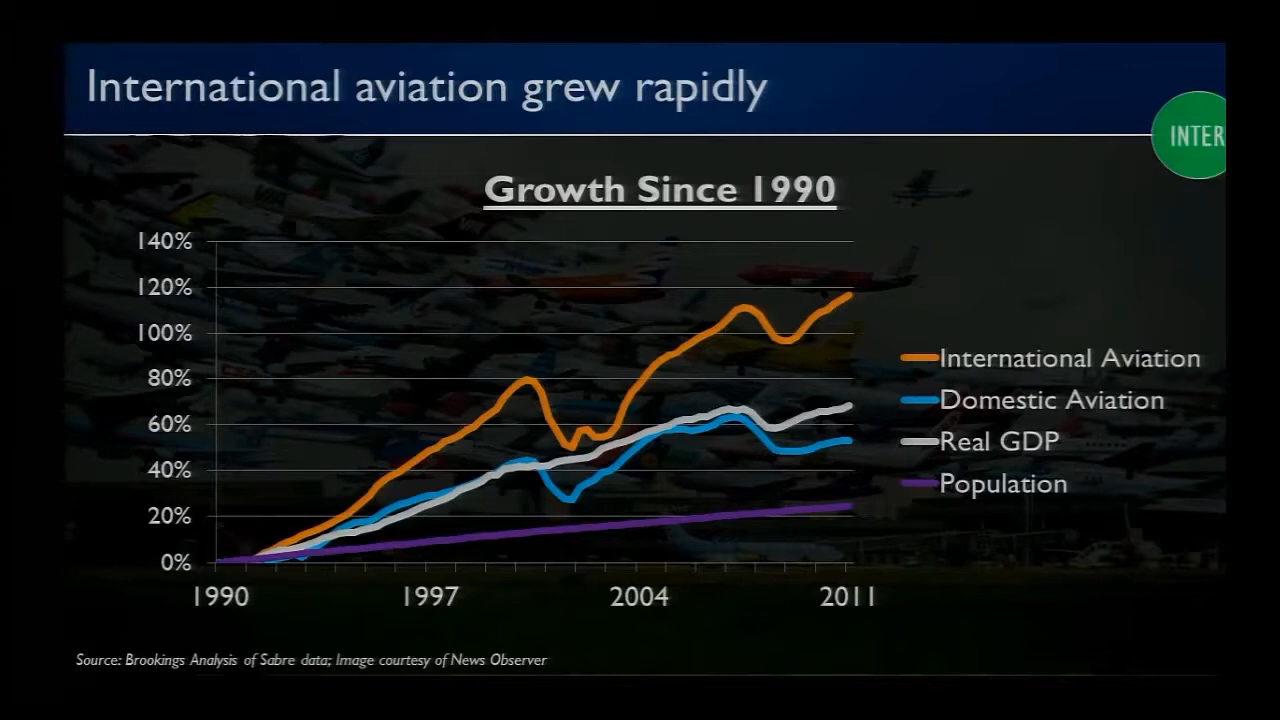 International aviation grew rapidly
INTER
Growth Since 1990
140%
120%
100%
80%
60%
40%
20%
0%
1990 1997 2004 2011
International Aviation
Domestic Aviation
Real GDP
Population
Source: Brookings Analysis of Sabre data; Image courtesy of News Observer